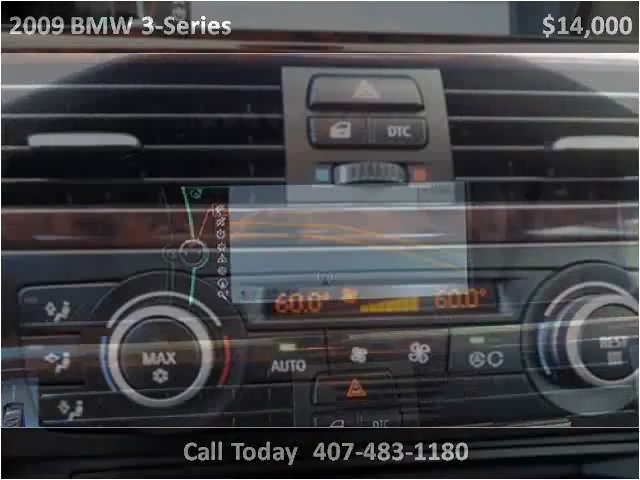 2009 BMW 3-Series $14,000
DTC
60.0° 60.0°
MAX AUTO REST
DTC
Call Today 407-483-1180